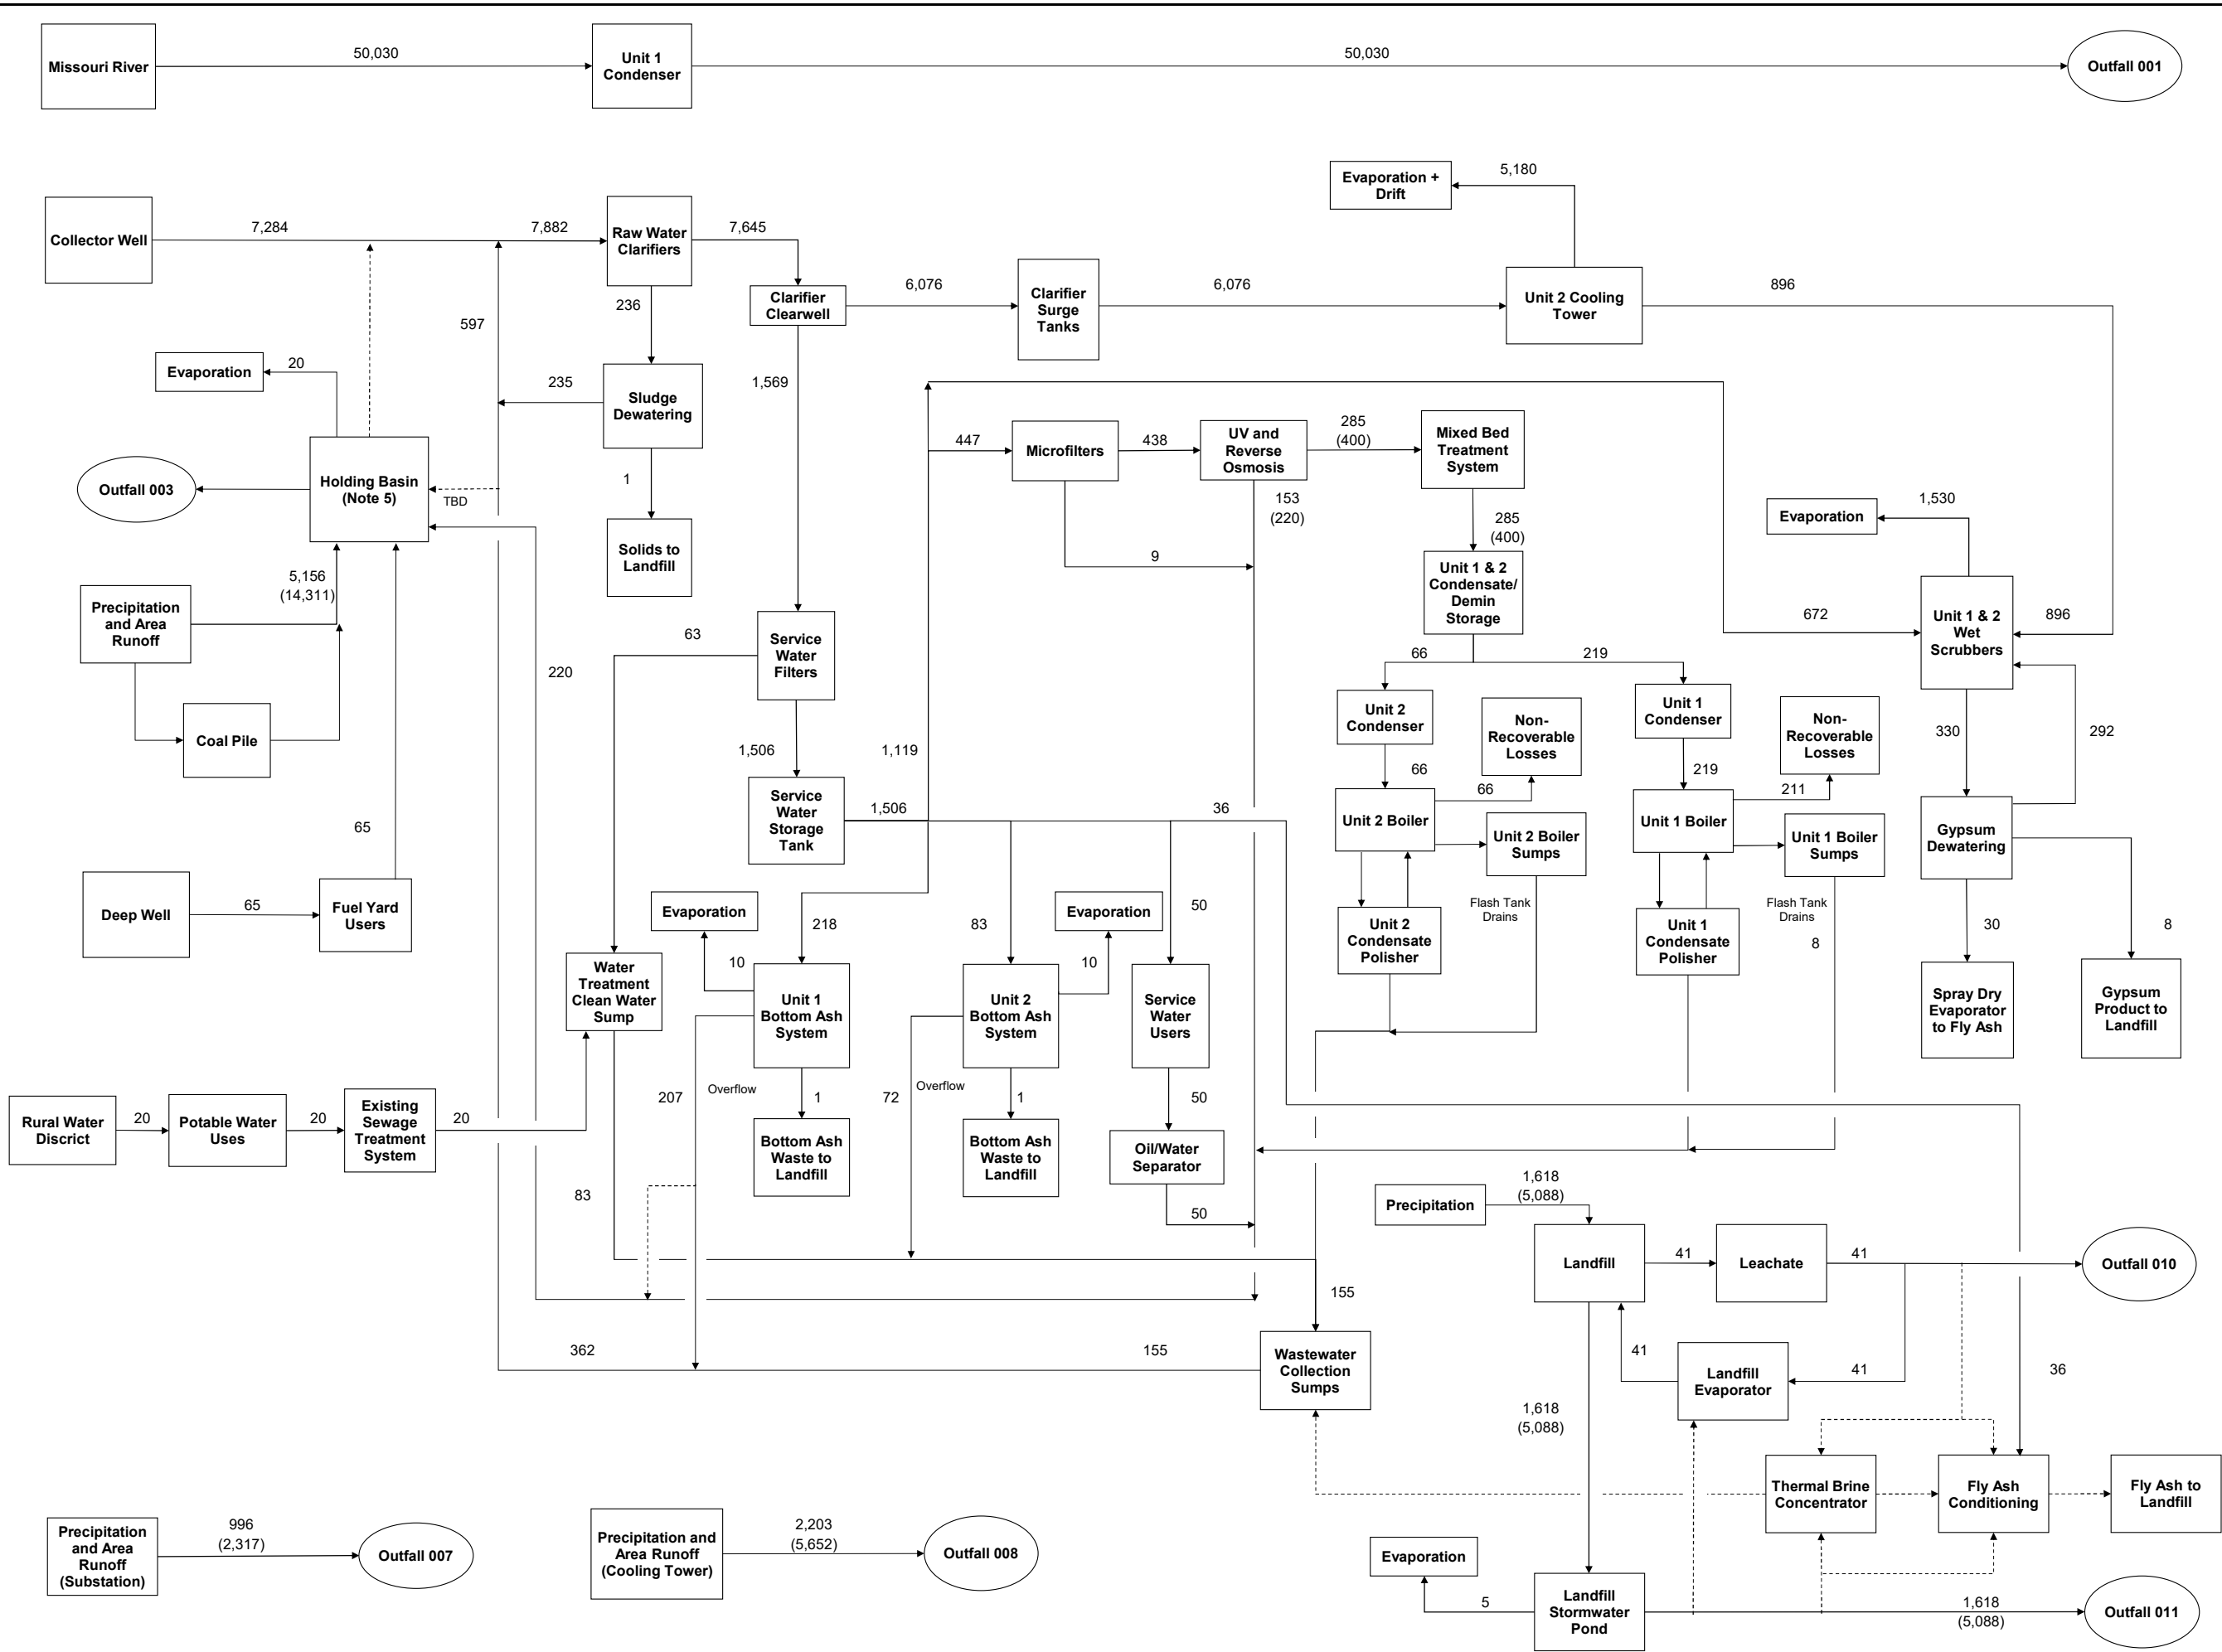 50,030
50,030
Missouri River
Unit 1
Condenser
Outfall 001
Evaporation +
Drift
5,180
Collector Well
7,284
7,882
Raw Water
Clarifiers
7,645
6,076
6,076
896
Clarifier
Clearwell
Clarifier
Surge
Tanks
Unit 2 Cooling
Tower
236
597
Evaporation
20
235
Sludge
Dewatering
1,569
447
Microfilters
438
UV and
Reverse
Osmosis
285
(400)
Mixed Bed
Treatment
System
Outfall 003
Holding Basin
(Note 5)
TBD
1
153
(220)
285
(400)
Evaporation
1,530
Solids to
Landfill
9
Unit 1 & 2
Condensate/
Demin
Storage
5,156
(14,311)
Precipitation
and Area
Runoff
63
Service
Water
Filters
672
Unit 1 & 2
Wet
Scrubbers
896
220
66
219
Coal Pile
Unit 2
Condenser
Non-
Recoverable
Losses
Unit 1
Condenser
Non-
Recoverable
Losses
330
292
1,506
1,119
66
219
Service
Water
Storage
Tank
1,506
36
66
211
65
Unit 2 Boiler
Unit 2 Boiler
Sumps
Unit 1 Boiler
Unit 1 Boiler
Sumps
Gypsum
Dewatering
Deep Well
65
Fuel Yard
Users
Evaporation
218
83
Evaporation
50
Flash Tank
Drains
Flash Tank
Drains
8
30
8
Unit 2
Condensate
Polisher
Unit 1
Condensate
Polisher
Water
Treatment
Clean Water
Sump
10
Unit 1
Bottom Ash
System
Unit 2
Bottom Ash
System
10
Service
Water
Users
Spray Dry
Evaporator
to Fly Ash
Gypsum
Product to
Landfill
Rural Water
Discrict
20
Potable Water
Uses
20
Existing
Sewage
Treatment
System
20
207
Overflow
1
72
Overflow
1
50
Bottom Ash
Waste to
Landfill
Bottom Ash
Waste to
Landfill
Oil/Water
Separator
83
50
Precipitation
1,618
(5,088)
Landfill
41
Leachate
41
Outfall 010
155
362
155
Wastewater
Collection
Sumps
41
Landfill
Evaporator
41
36
1,618
(5,088)
Thermal Brine
Concentrator
Fly Ash
Conditioning
Fly Ash to
Landfill
Precipitation
and Area
Runoff
(Substation)
996
(2,317)
Outfall 007
Precipitation and
Area Runoff
(Cooling Tower)
2,203
(5,652)
Outfall 008
Evaporation
5
Landfill
Stormwater
Pond
1,618
(5,088)
Outfall 011